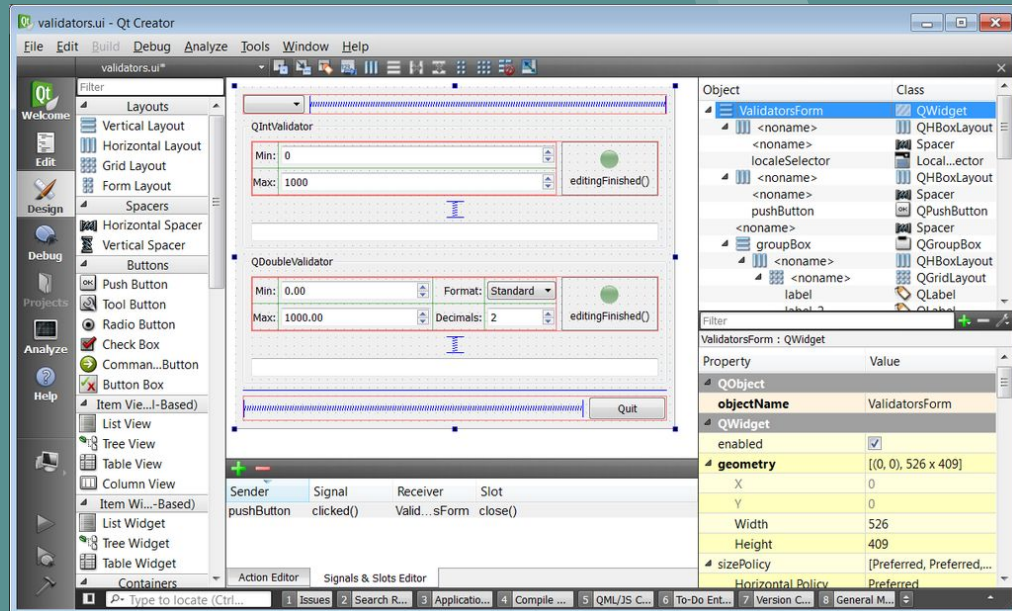 validators.ui - Qt Creator
File Edit Build Debug Analyze Tools Window Help
validators.ui*
Qt
Welcome
Edit
Design
Debug
Projects
Analyze
Help
Filter
Layouts
Vertical Layout
Horizontal Layout
Grid Layout
Form Layout
Spacers
Horizontal Spacer
Vertical Spacer
Buttons
OK Push Button
Tool Button
Radio Button
Check Box
Comman...Button
Button Box
Item Vie...l-Based)
List View
Tree View
Table View
Column View
Item Wi...-Based)
List Widget
Tree Widget
Table Widget
Containers
QIntValidator
Min: 0
Max: 1000
editingFinished()
QDoubleValidator
Min: 0.00 Format: Standard
Max: 1000.00 Decimals: 2
editingFinished()
Quit
Sender Signal Receiver Slot
pushButton clicked() Valid...sForm close()
Action Editor Signals & Slots Editor
Object Class
ValidatorsForm QWidget
<noname> QHBoxLayout
<noname> Spacer
localeSelector Local...ector
<noname> QHBoxLayout
<noname> Spacer
pushButton OK QPushButton
<noname> Spacer
groupBox QGroupBox
<noname> QHBoxLayout
<noname> QGridLayout
label QLabel
label_2 QLabel
Filter
ValidatorsForm : QWidget
Property Value
QObject
objectName ValidatorsForm
QWidget
enabled
geometry [(0, 0), 526 x 409]
X 0
Y 0
Width 526
Height 409
sizePolicy [Preferred, Preferred,...
Horizontal Policy Preferred
Type to locate (Ctrl... 1 Issues 2 Search R... 3 Applicatio... 4 Compile ... 5 QML/JS C... 6 To-Do Ent... 7 Version C... 8 General M...